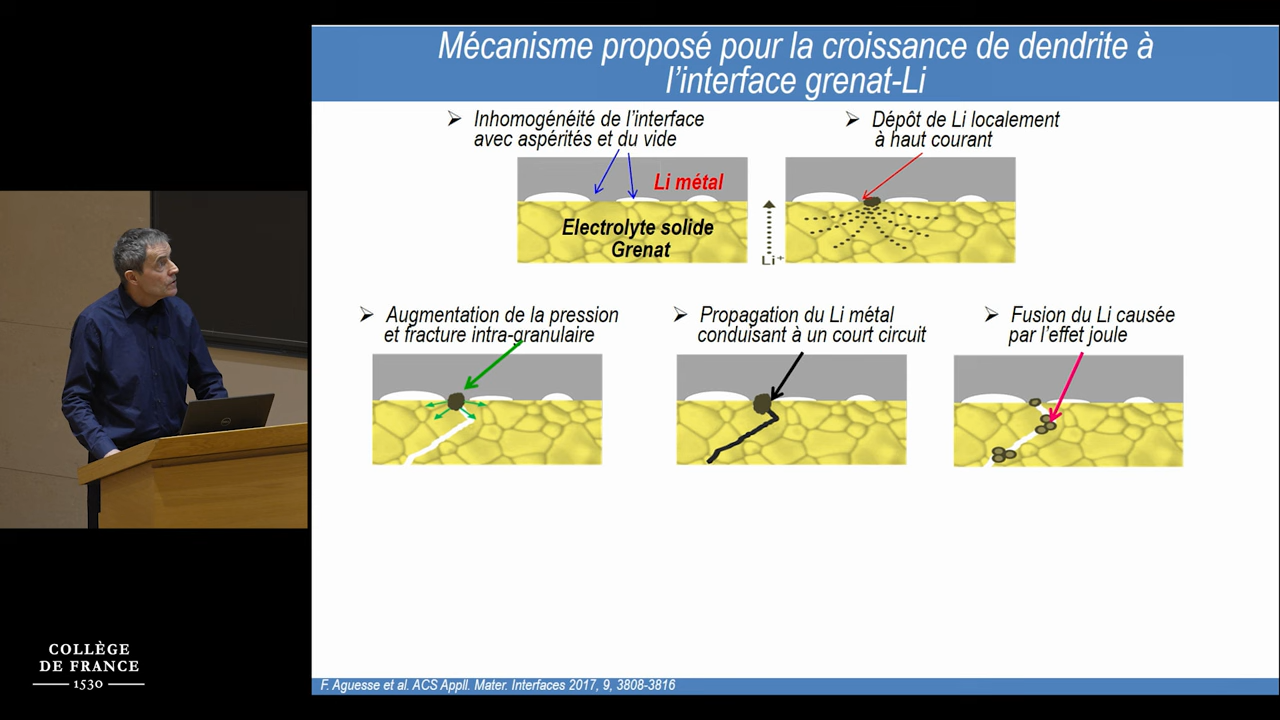 Mécanisme proposé pour la croissance de dendrite à
l'interface grenat-Li
Inhomogénéité de l'interface
avec aspérités et du vide
Dépôt de Li localement
à haut courant
Li métal
Electrolyte solide
Grenat
Li+
Augmentation de la pression
et fracture intra-granulaire
Propagation du Li métal
conduisant à un court circuit
Fusion du Li causée
par l'effet joule
COLLÈGE
DE FRANCE
1530
F. Aguesse et al. ACS Appll. Mater. Interfaces 2017, 9, 3808-3816